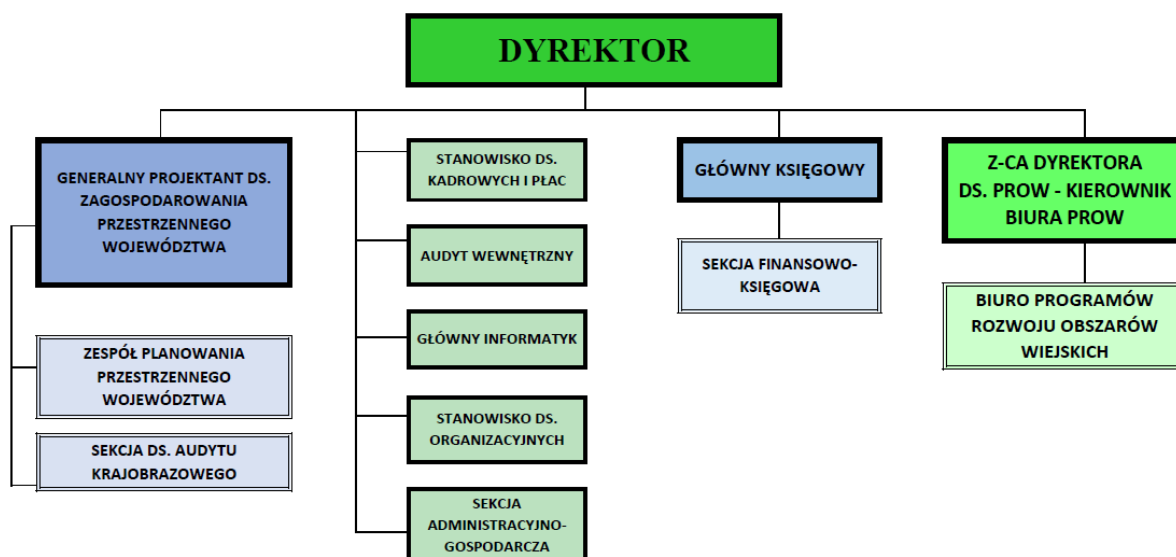 DYREKTOR
GENERALNY PROJEKTANT DS.
ZAGOSPODAROWANIA
PRZESTRZENNEGO
WOJEWÓDZTWA
ZESPÓŁ PLANOWANIA
PRZESTRZENNEGO
WOJEWÓDZTWA
SEKCJA DS. AUDYTU
KRAJOBRAZOWEGO
STANOWISKO DS.
KADROWYCH I PŁAC
AUDYT WEWNĘTRZNY
GŁÓWNY INFORMATYK
STANOWISKO DS.
ORGANIZACYJNYCH
SEKCJA
ADMINISTRACYJNO-
GOSPODARCZA
GŁÓWNY KSIĘGOWY
SEKCJA FINANSOWO-
KSIĘGOWA
Z-CA DYREKTORA
DS. PROW - KIEROWNIK
BIURA PROW
BIURO PROGRAMÓW
ROZWOJU OBSZARÓW
WIEJSKICH